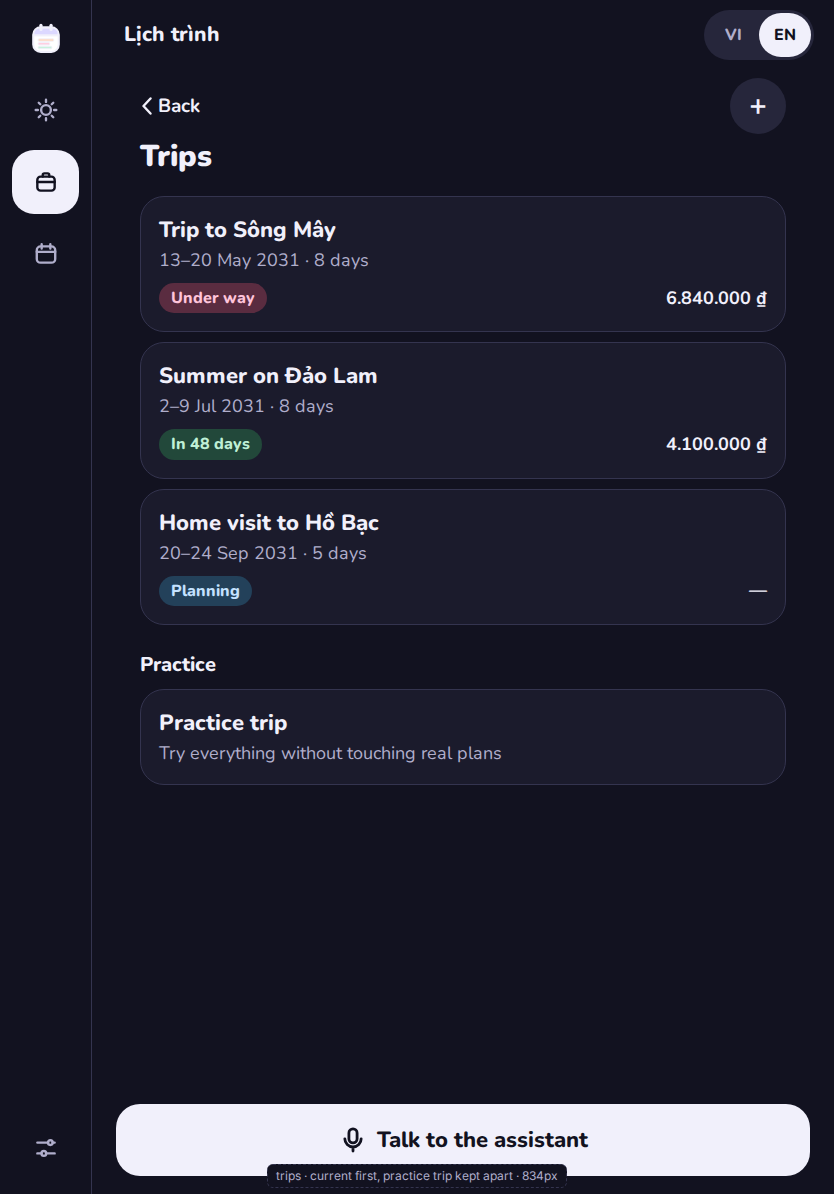 Lịch trình
VI
EN
Back
+
Trips
Trip to Sông Mây
13–20 May 2031 · 8 days
Under way
6.840.000 ₫
Summer on Đảo Lam
2–9 Jul 2031 · 8 days
In 48 days
4.100.000 ₫
Home visit to Hồ Bạc
20–24 Sep 2031 · 5 days
Planning
—
Practice
Practice trip
Try everything without touching real plans
Talk to the assistant
trips · current first, practice trip kept apart · 834px